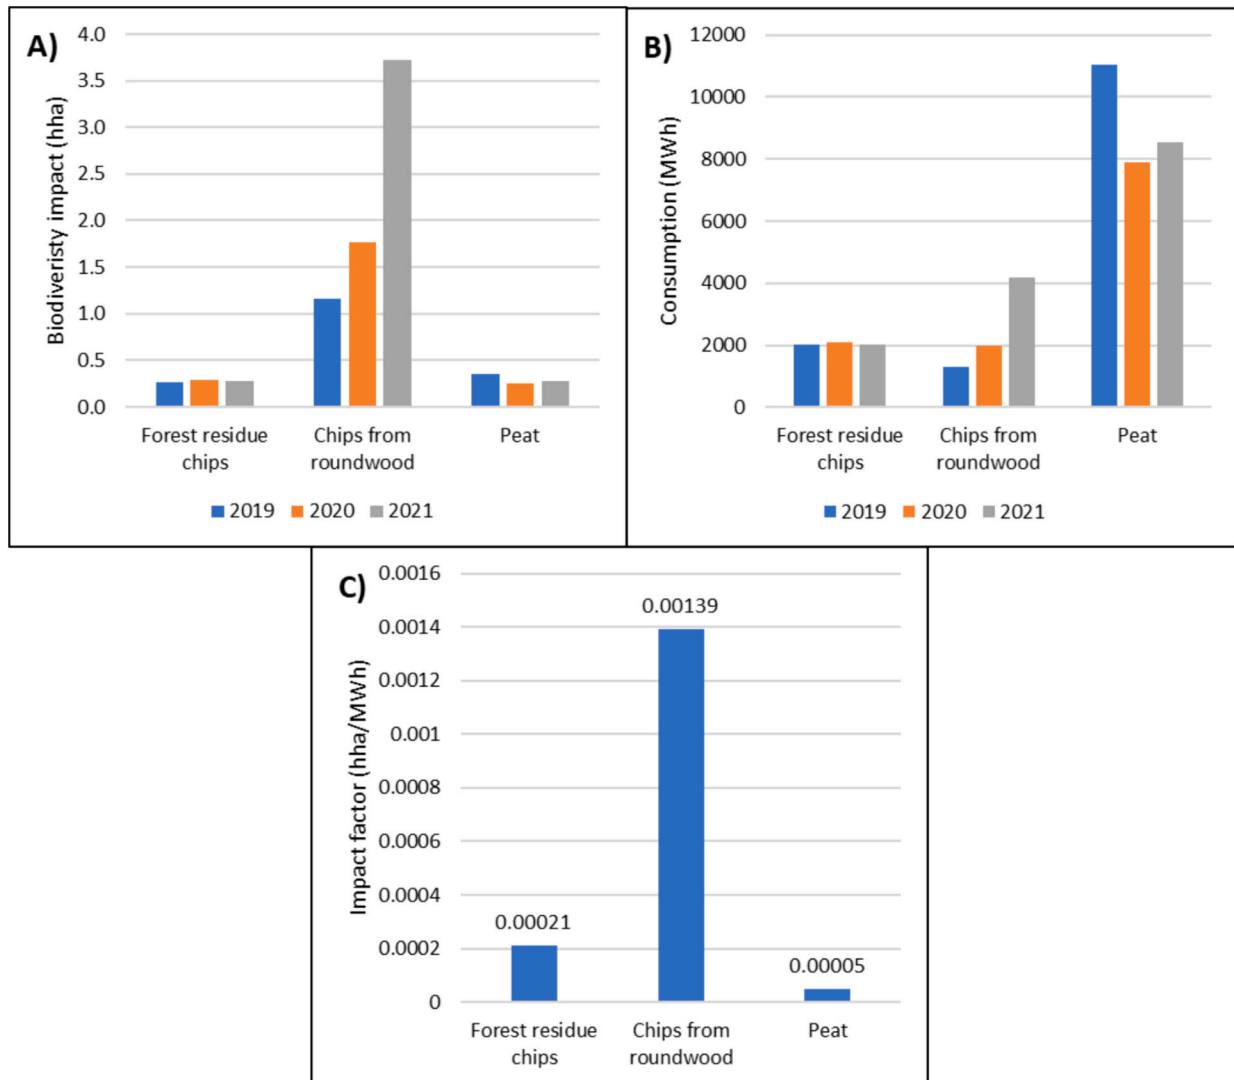 A)
Biodiveristy impact (hha)
4.0
3.5
3.0
2.5
2.0
1.5
1.0
0.5
0.0
Forest residue
chips
Chips from
roundwood
Peat
2019 2020 2021
B)
Consumption (MWh)
12000
10000
8000
6000
4000
2000
0
Forest residue
chips
Chips from
roundwood
Peat
2019 2020 2021
C)
Impact factor (hha/MWh)
0.0016
0.0014
0.0012
0.001
0.0008
0.0006
0.0004
0.0002
0
0.00021
0.00139
0.00005
Forest residue
chips
Chips from
roundwood
Peat